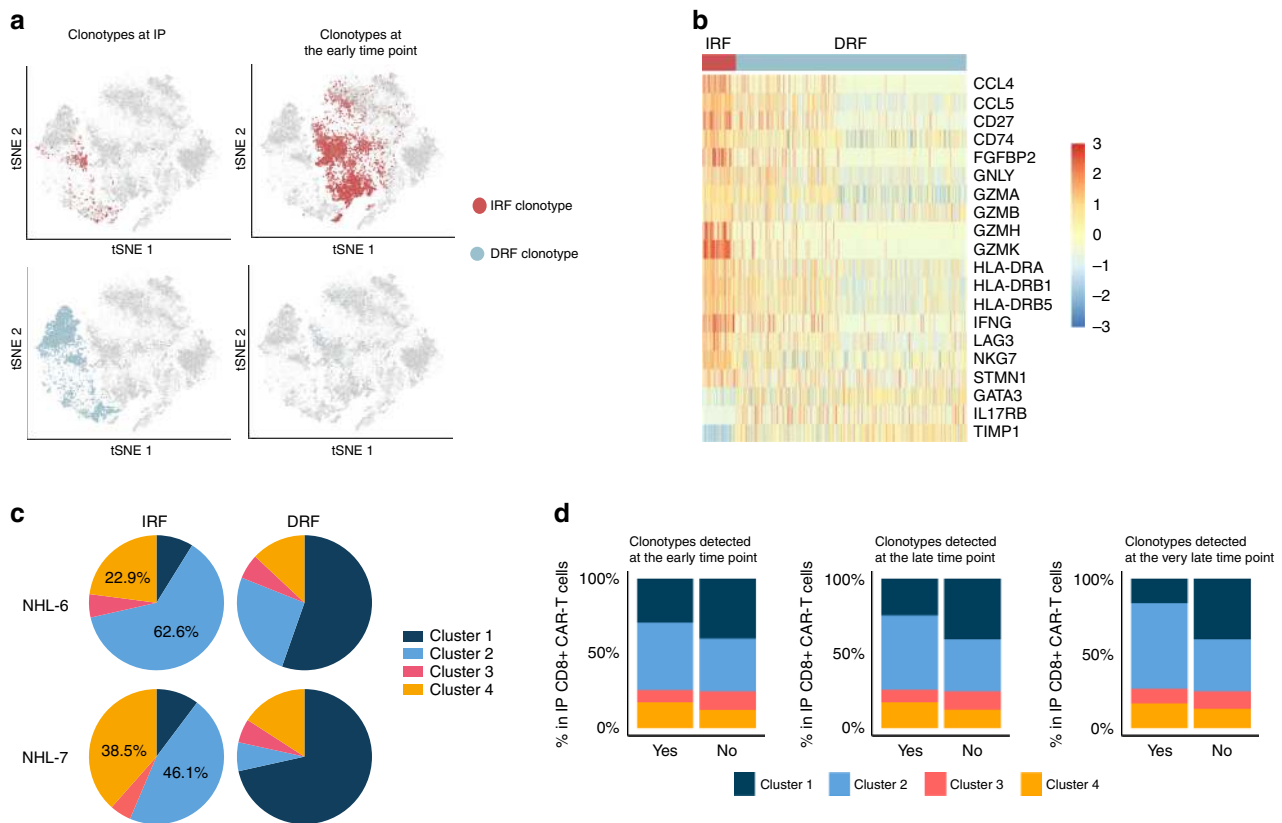 a
Clonotypes at IP
Clonotypes at
the early time point
tSNE 2
tSNE 1
tSNE 2
tSNE 1
IRF clonotype
DRF clonotype
tSNE 2
tSNE 1
tSNE 2
tSNE 1
b
IRF
DRF
CCL4
CCL5
CD27
CD74
FGFBP2
GNLY
GZMA
GZMB
GZMH
GZMK
HLA-DRA
HLA-DRB1
HLA-DRB5
IFNG
LAG3
NKG7
STMN1
GATA3
IL17RB
TIMP1
3
2
1
0
−1
−2
−3
c
IRF
DRF
NHL-6
22.9%
62.6%
NHL-7
38.5%
46.1%
Cluster 1
Cluster 2
Cluster 3
Cluster 4
d
Clonotypes detected
at the early time point
% in IP CD8+ CAR-T cells
100%
50%
0%
Yes
No
Clonotypes detected
at the late time point
% in IP CD8+ CAR-T cells
100%
50%
0%
Yes
No
Clonotypes detected
at the very late time point
% in IP CD8+ CAR-T cells
100%
50%
0%
Yes
No
Cluster 1
Cluster 2
Cluster 3
Cluster 4